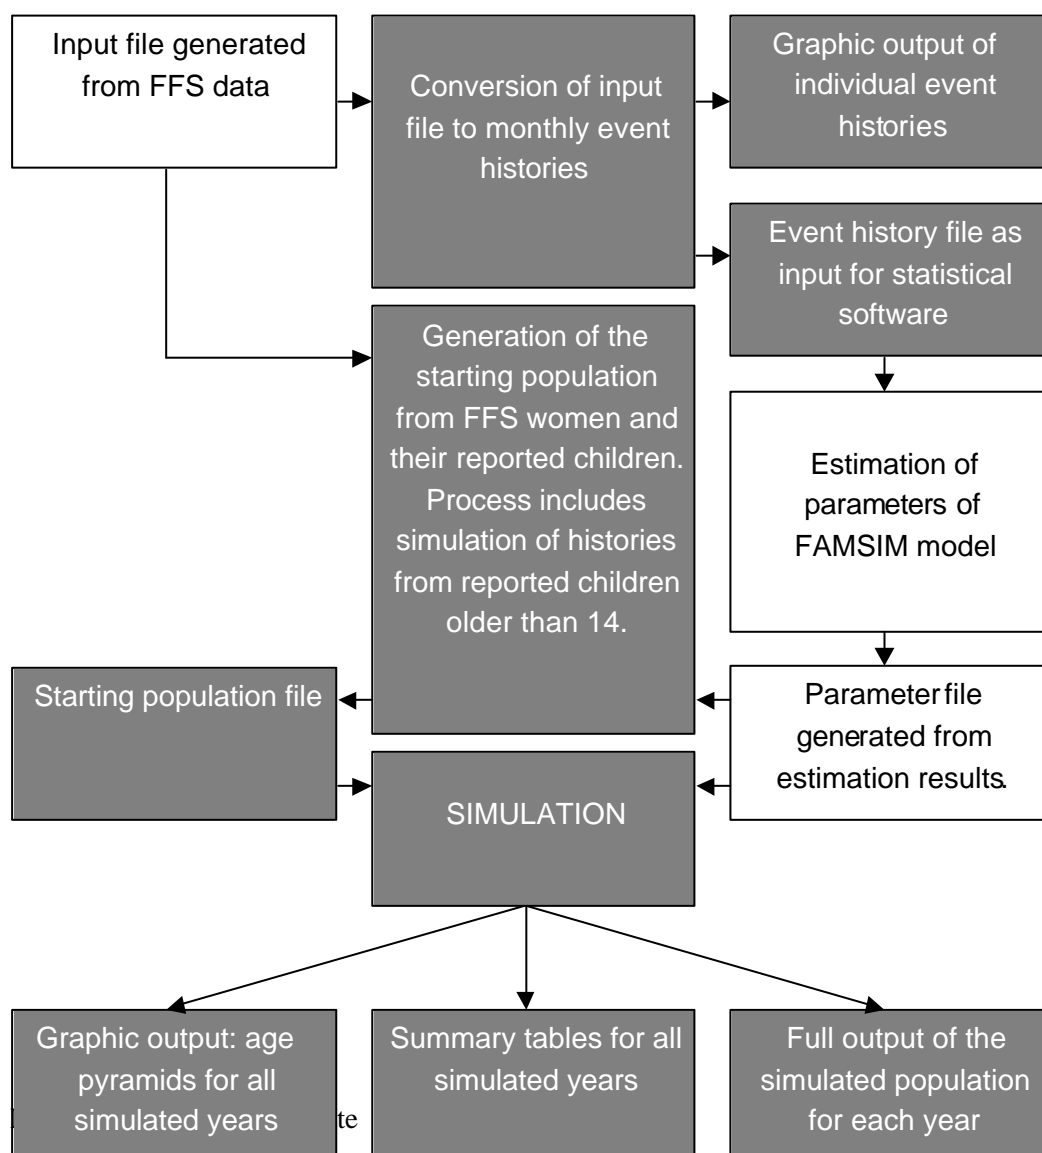 Input file generated
from FFS data
Conversion of input
file to monthly event
histories
Graphic output of
individual event
histories
Event history file as
input for statistical
software
Generation of the
starting population
from FFS women and
their reported children.
Process includes
simulation of histories
from reported children
older than 14.
Estimation of
parameters of
FAMSIM model
Starting population file
Parameter file
generated from
estimation results.
SIMULATION
Graphic output: age
pyramids for all
simulated years
Summary tables for all
simulated years
Full output of the
simulated population
for each year
te